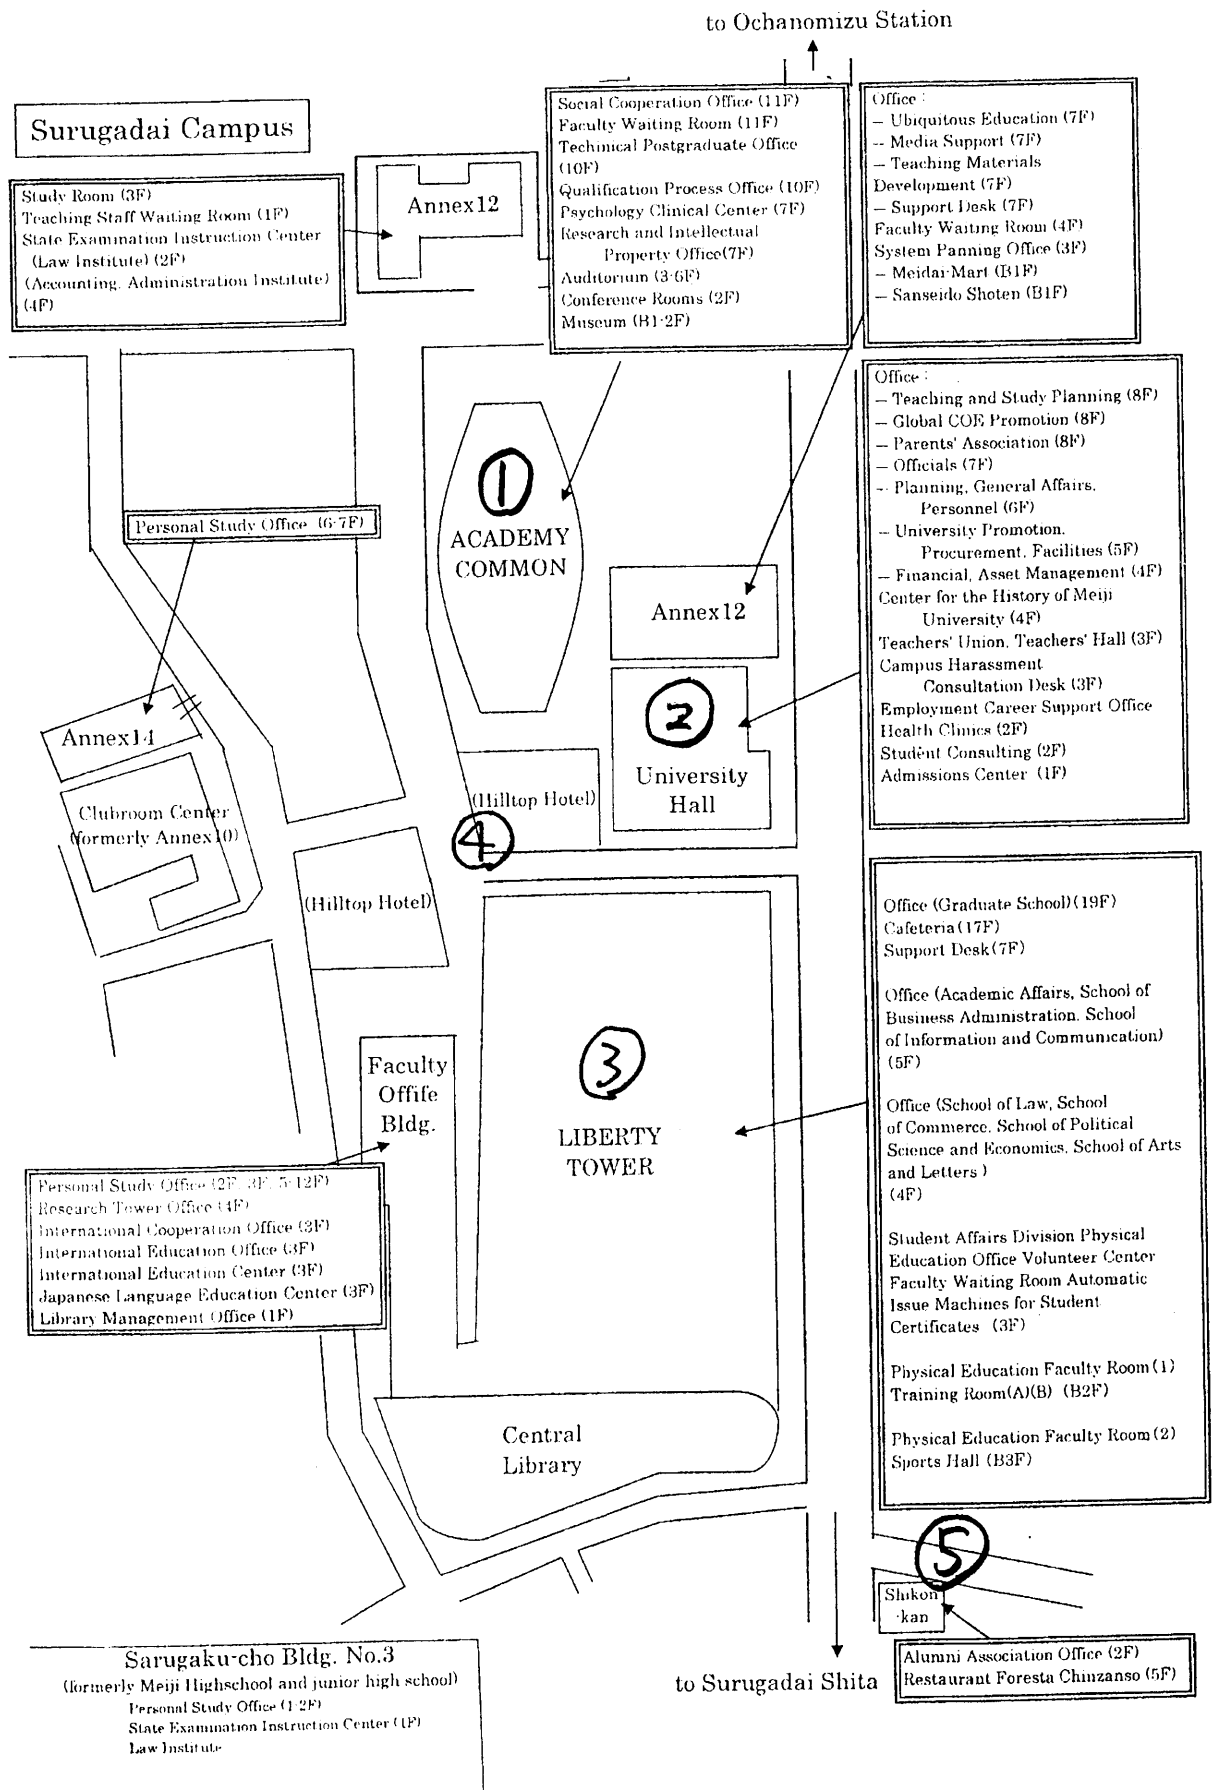 to Ochanomizu Station
Surugadai Campus
Study Room (3F)
Teaching Staff Waiting Room (1F)
State Examination Instruction Center
(Law Institute) (2F)
(Accounting, Administration Institute)
(4F)
Annex12
Social Cooperation Office (11F)
Faculty Waiting Room (11F)
Techinical Postgraduate Office
(10F)
Qualification Process Office (10F)
Psychology Clinical Center (7F)
Research and Intellectual
Property Office(7F)
Auditorium (3-6F)
Conference Rooms (2F)
Museum (B1-2F)
Office :
– Ubiquitous Education (7F)
-- Media Support (7F)
– Teaching Materials
Development (7F)
– Support Desk (7F)
Faculty Waiting Room (4F)
System Panning Office (3F)
– Meidai-Mart (B1F)
– Sanseido Shoten (B1F)
Office :
– Teaching and Study Planning (8F)
– Global COE Promotion (8F)
– Parents' Association (8F)
– Officials (7F)
-- Planning, General Affairs,
Personnel (6F)
– University Promotion,
Procurement, Facilities (5F)
– Financial, Asset Management (4F)
Center for the History of Meiji
University (4F)
Teachers' Union, Teachers' Hall (3F)
Campus Harassment
Consultation Desk (3F)
Employment Career Support Office
Health Clinics (2F)
Student Consulting (2F)
Admissions Center (1F)
1
ACADEMY
COMMON
Personal Study Office (6-7F)
Annex12
2
University
Hall
Annex14
Clubroom Center
(formerly Annex10)
(Hilltop Hotel)
4
(Hilltop Hotel)
Office (Graduate School)(19F)
Cafeteria(17F)
Support Desk(7F)
Office (Academic Affairs, School of
Business Administration, School
of Information and Communication)
(5F)
Office (School of Law, School
of Commerce, School of Political
Science and Economics, School of Arts
and Letters )
(4F)
Student Affairs Division Physical
Education Office Volunteer Center
Faculty Waiting Room Automatic
Issue Machines for Student
Certificates (3F)
Physical Education Faculty Room(1)
Training Room(A)(B) (B2F)
Physical Education Faculty Room(2)
Sports Hall (B3F)
3
LIBERTY
TOWER
Faculty
Offife
Bldg.
Personal Study Office (2F, 3F, 5-12F)
Research Tower Office (4F)
International Cooperation Office (3F)
International Education Office (3F)
International Education Center (3F)
Japanese Language Education Center (3F)
Library Management Office (1F)
Central
Library
5
Shikon
-kan
Alumni Association Office (2F)
Restaurant Foresta Chinzanso (5F)
to Surugadai Shita
Sarugaku-cho Bldg. No.3
(formerly Meiji Highschool and junior high school)
Personal Study Office (1-2F)
State Examination Instruction Center (1F)
Law Institute